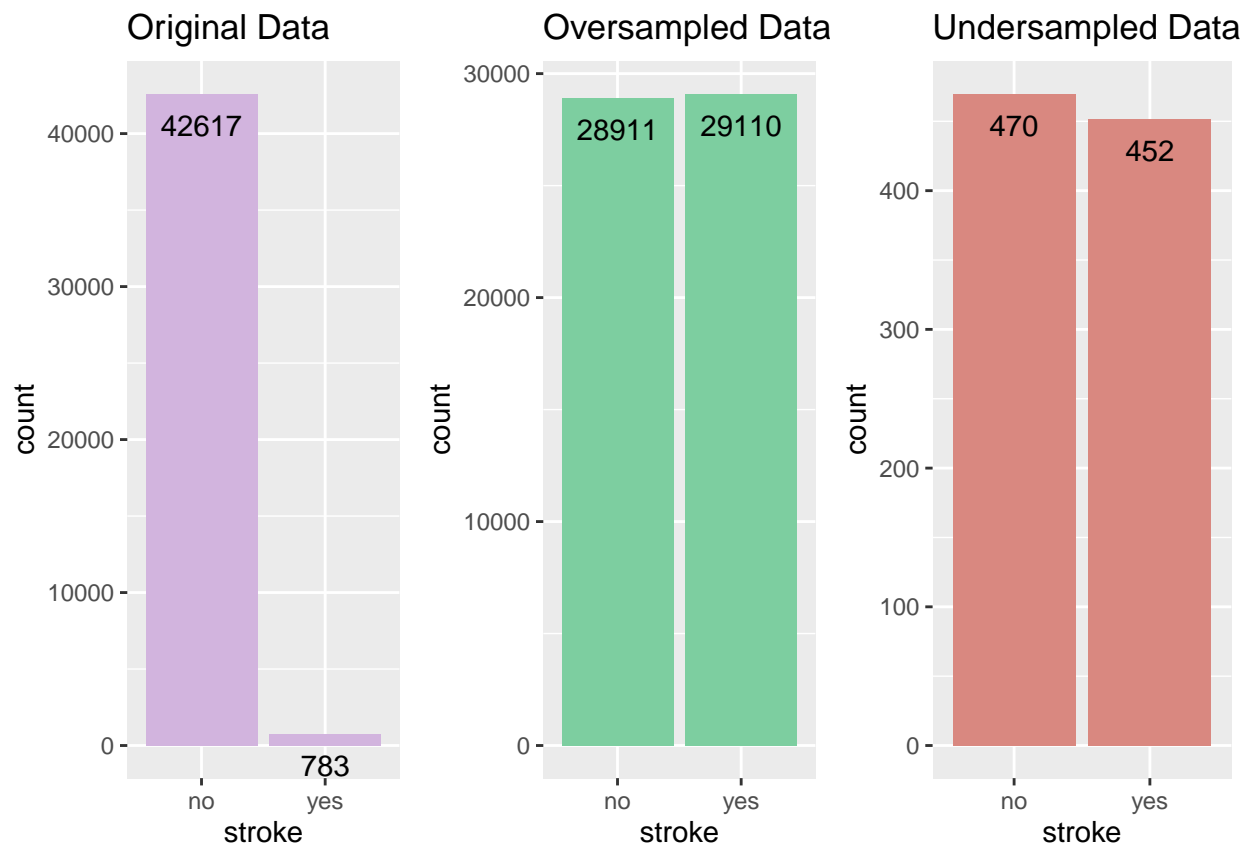 Original Data
42617
783
40000
30000
20000
10000
0
count
no yes
stroke
Oversampled Data
28911 29110
30000
20000
10000
0
count
no yes
stroke
Undersampled Data
470
452
400
300
200
100
0
count
no yes
stroke